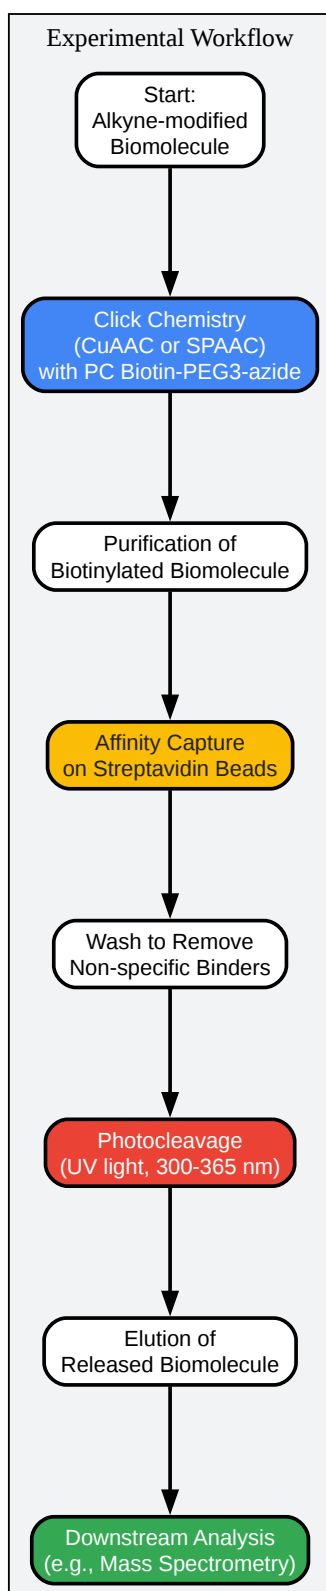 Experimental Workflow
Start:
Alkyne-modified
Biomolecule
Click Chemistry
(CuAAC or SPAAC)
with PC Biotin-PEG3-azide
Purification of
Biotinylated Biomolecule
Affinity Capture
on Streptavidin Beads
Wash to Remove
Non-specific Binders
Photocleavage
(UV light, 300-365 nm)
Elution of
Released Biomolecule
Downstream Analysis
(e.g., Mass Spectrometry)